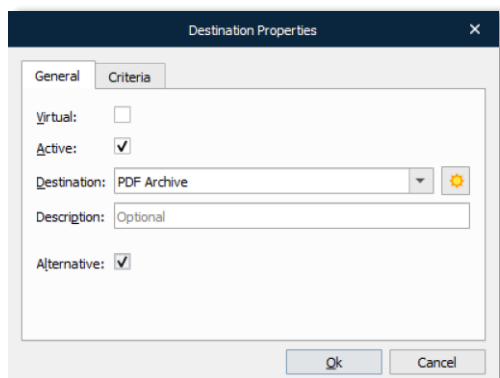 Destination Properties
General
Criteria
Virtual:
Active:
Destination: PDF Archive
Description: Optional
Alternative:
Ok
Cancel